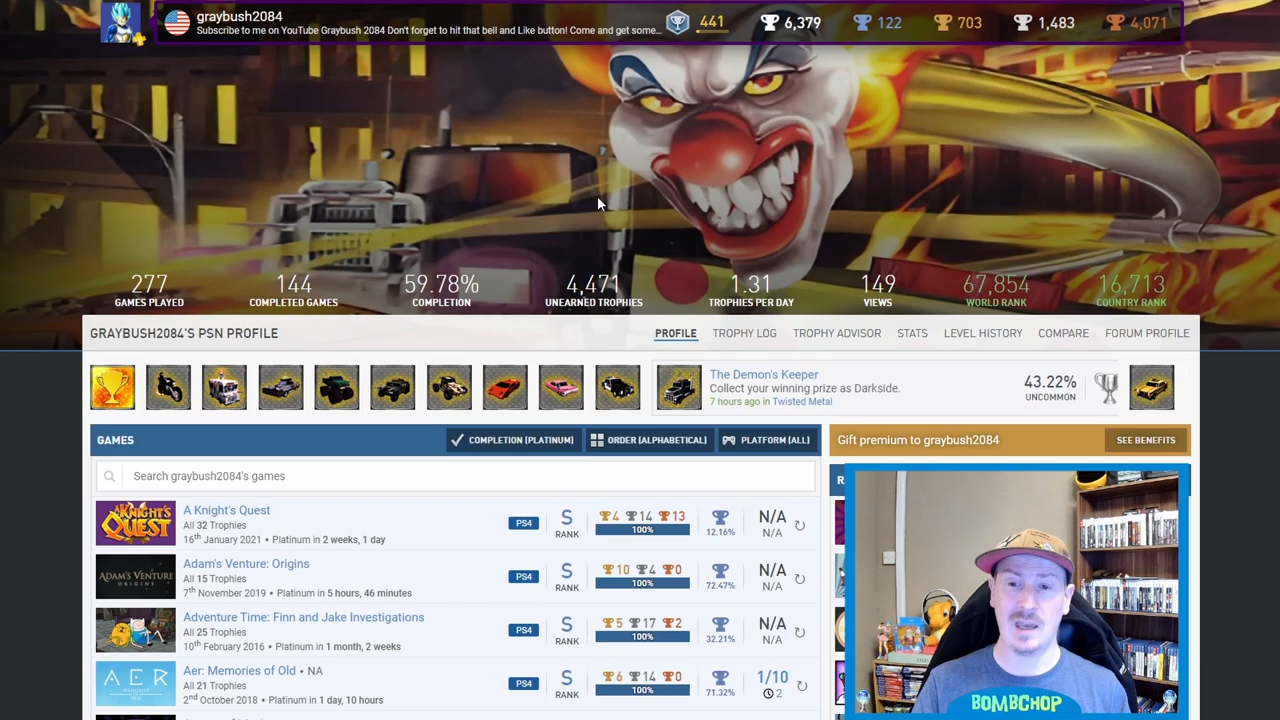 graybush2084
Subscribe to me on YouTube Graybush 2084 Don't forget to hit that bell and Like button! Come and get some...
441 6,379 122 703 1,483 4,071
277 144 59.78% 4,471 1.31 149 67,854 16,713
GAMES PLAYED COMPLETED GAMES COMPLETION UNEARNED TROPHIES TROPHIES PER DAY VIEWS WORLD RANK COUNTRY RANK
GRAYBUSH2084'S PSN PROFILE PROFILE TROPHY LOG TROPHY ADVISOR STATS LEVEL HISTORY COMPARE FORUM PROFILE
The Demon's Keeper
Collect your winning prize as Darkside.
7 hours ago in Twisted Metal
43.22%
UNCOMMON
GAMES COMPLETION (PLATINUM) ORDER (ALPHABETICAL) PLATFORM (ALL)
Gift premium to graybush2084 SEE BENEFITS
Search graybush2084's games
A KNIGHT'S QUEST
A Knight's Quest
All 32 Trophies
16th January 2021 • Platinum in 2 weeks, 1 day
PS4 S RANK 4 14 13 100% 12.16% N/A N/A
ADAM'S VENTURE ORIGINS
Adam's Venture: Origins
All 15 Trophies
7th November 2019 • Platinum in 5 hours, 46 minutes
PS4 S RANK 10 4 0 100% 72.47% N/A N/A
Adventure Time: Finn and Jake Investigations
All 25 Trophies
10th February 2016 • Platinum in 1 month, 2 weeks
PS4 S RANK 5 17 2 100% 32.21% N/A N/A
AER
Aer: Memories of Old • NA
All 21 Trophies
2nd October 2018 • Platinum in 1 day, 10 hours
PS4 S RANK 6 14 0 100% 71.32% 1/10 2
R
BOMBCHOP